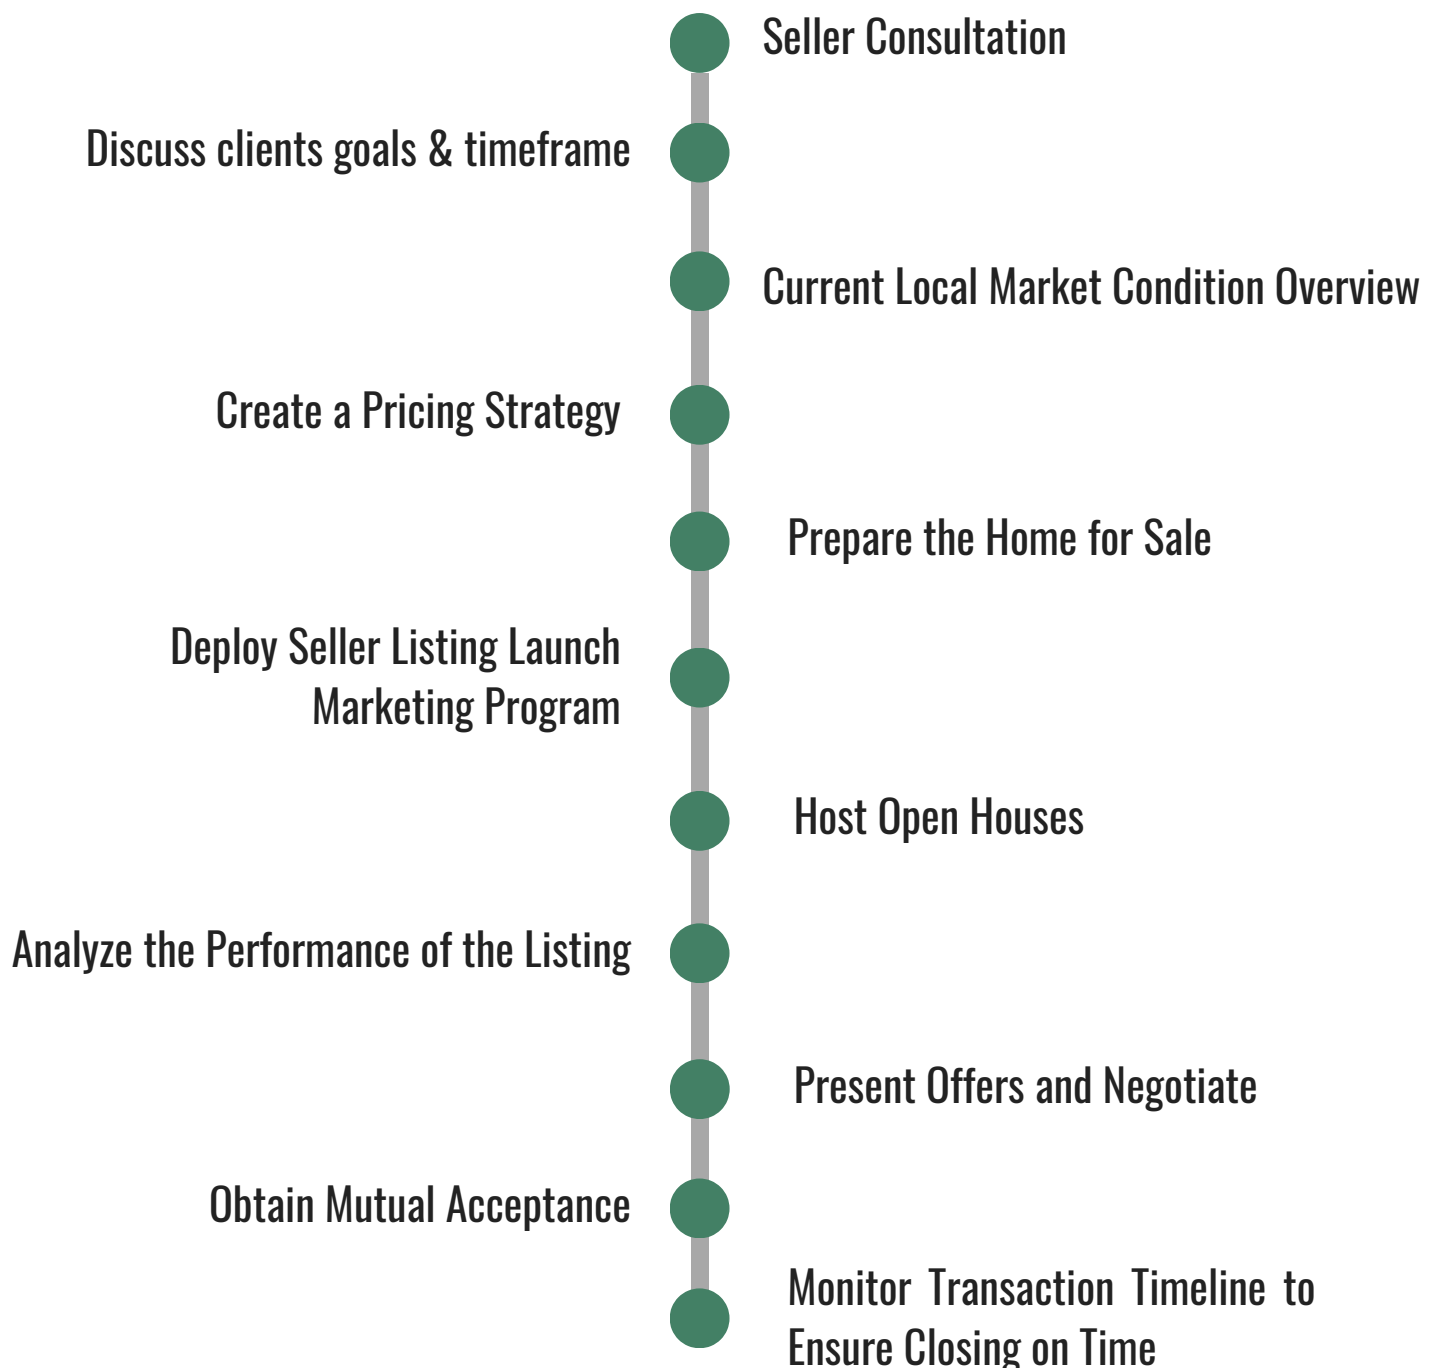 Seller Consultation
Discuss clients goals & timeframe
Current Local Market Condition Overview
Create a Pricing Strategy
Prepare the Home for Sale
Deploy Seller Listing Launch
Marketing Program
Host Open Houses
Analyze the Performance of the Listing
Present Offers and Negotiate
Obtain Mutual Acceptance
Monitor Transaction Timeline to
Ensure Closing on Time